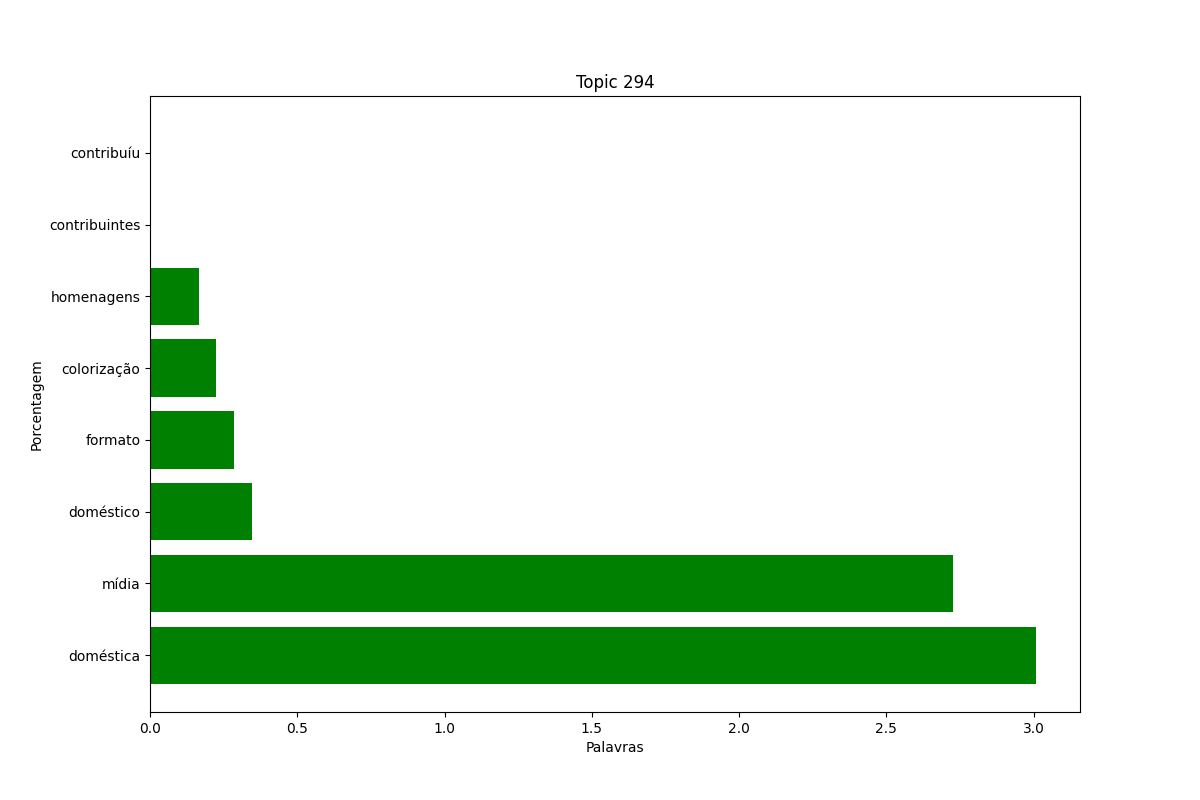 Topic 294
contribuíu
contribuintes
homenagens
colorização
formato
doméstico
mídia
doméstica
Porcentagem
0.0 0.5 1.0 1.5 2.0 2.5 3.0
Palavras